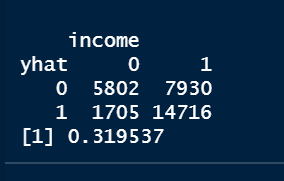 income
yhat 0 1
0 5802 7930
1 1705 14716
[1] 0.319537